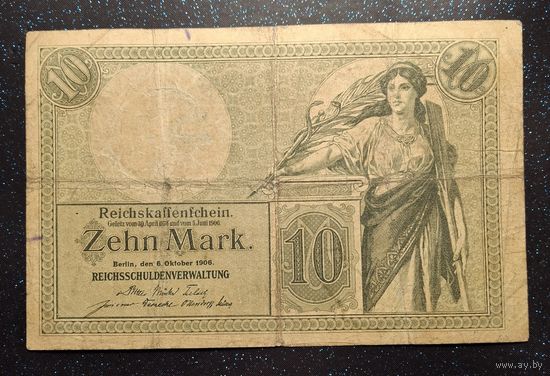 10
10
Reichskassenschein.
Gesetz vom 30. April 1874 und vom 5. Juni 1906.
Zehn Mark.
Berlin, den 6. Oktober 1906.
REICHSSCHULDENVERWALTUNG
10
www.ay.by